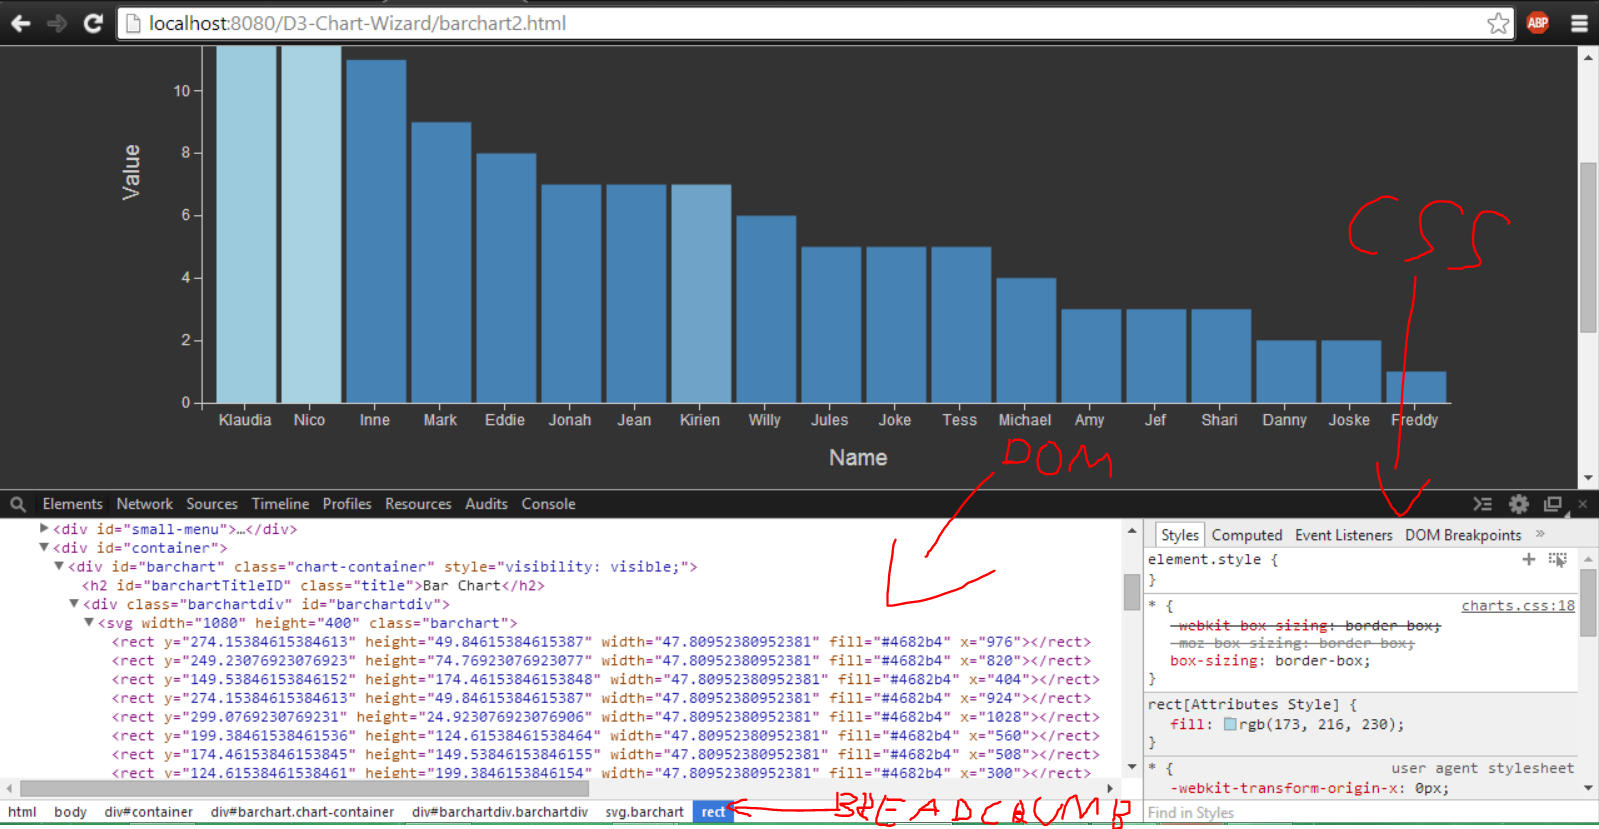 localhost:8080/D3-Chart-Wizard/barchart2.html
ABP
10
8
6
4
2
0
Value
Klaudia Nico Inne Mark Eddie Jonah Jean Kirien Willy Jules Joke Tess Michael Amy Jef Shari Danny Joske Freddy
Name
CSS
DOM
Elements Network Sources Timeline Profiles Resources Audits Console
<div id="small-menu">…</div>
<div id="container">
<div id="barchart" class="chart-container" style="visibility: visible;">
<h2 id="barchartTitleID" class="title">Bar Chart</h2>
<div class="barchartdiv" id="barchartdiv">
<svg width="1080" height="400" class="barchart">
<rect y="274.15384615384613" height="49.84615384615387" width="47.80952380952381" fill="#4682b4" x="976"></rect>
<rect y="249.23076923076923" height="74.76923076923077" width="47.80952380952381" fill="#4682b4" x="820"></rect>
<rect y="149.53846153846152" height="174.46153846153848" width="47.80952380952381" fill="#4682b4" x="404"></rect>
<rect y="274.15384615384613" height="49.84615384615387" width="47.80952380952381" fill="#4682b4" x="924"></rect>
<rect y="299.0769230769231" height="24.923076923076906" width="47.80952380952381" fill="#4682b4" x="1028"></rect>
<rect y="199.38461538461536" height="124.61538461538464" width="47.80952380952381" fill="#4682b4" x="560"></rect>
<rect y="174.46153846153845" height="149.53846153846155" width="47.80952380952381" fill="#4682b4" x="508"></rect>
<rect y="124.61538461538461" height="199.3846153846154" width="47.80952380952381" fill="#4682b4" x="300"></rect>
html body div#container div#barchart.chart-container div#barchartdiv.barchartdiv svg.barchart rect
BREADCRUMB
Styles Computed Event Listeners DOM Breakpoints »
element.style {
}
* { charts.css:18
-webkit-box-sizing: border-box;
-moz-box-sizing: border-box;
box-sizing: border-box;
}
rect[Attributes Style] {
fill: rgb(173, 216, 230);
}
* { user agent stylesheet
-webkit-transform-origin-x: 0px;
Find in Styles